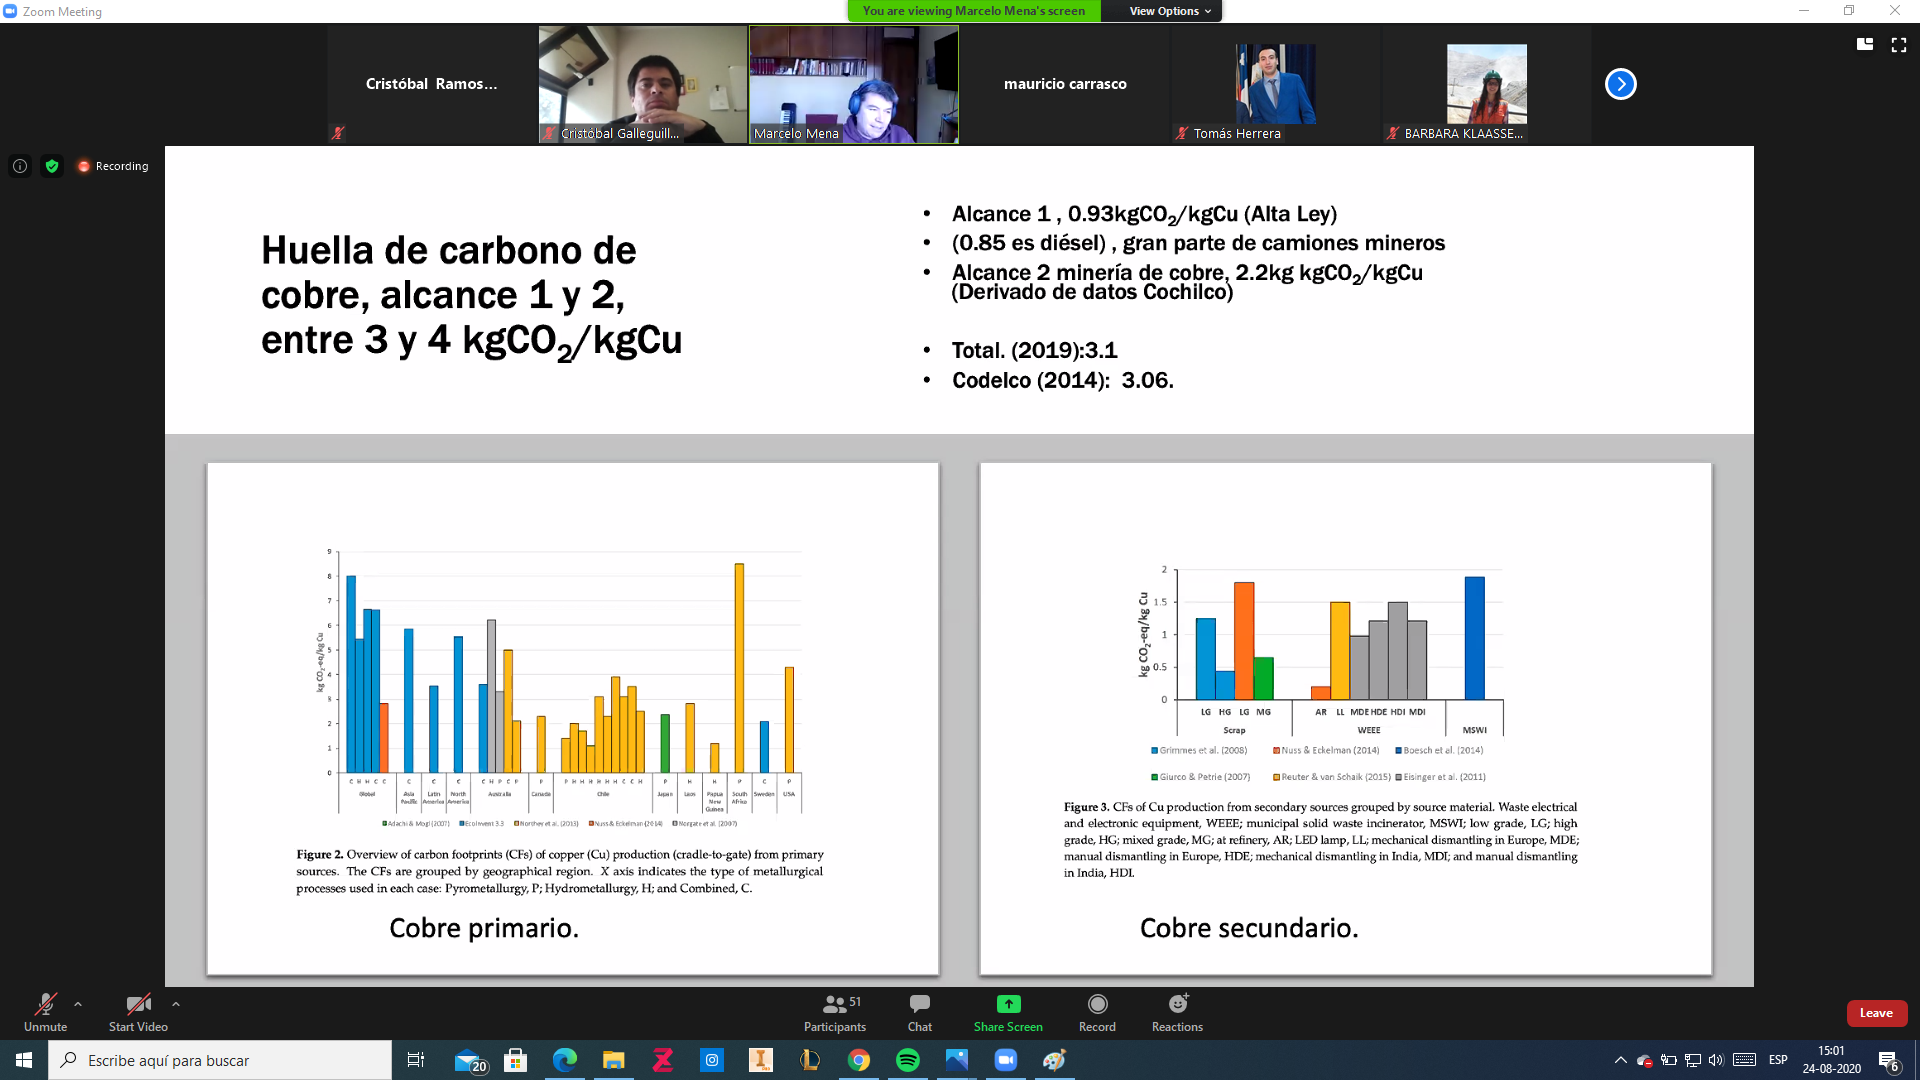 Zoom Meeting
You are viewing Marcelo Mena's screen
View Options
Cristóbal Ramos...
Cristóbal Galleguill...
Marcelo Mena
mauricio carrasco
Tomás Herrera
BARBARA KLAASSE...
Recording
Huella de carbono de
cobre, alcance 1 y 2,
entre 3 y 4 kgCO₂/kgCu
• Alcance 1 , 0.93kgCO₂/kgCu (Alta Ley)
• (0.85 es diésel) , gran parte de camiones mineros
• Alcance 2 minería de cobre, 2.2kg kgCO₂/kgCu
(Derivado de datos Cochilco)
• Total. (2019):3.1
• Codelco (2014): 3.06.
kg CO₂-eq/kg Cu
9
8
7
6
5
4
3
2
1
0
C H H C C C C C C H P C P P P H H H H H C C H P H H P C P
Global
Asia Pacific
Latin America
North America
Australia
Canada
Chile
Japan
Laos
Papua New Guinea
South Africa
Sweden
USA
Adachi & Mogi (2007) EcoInvent 3.3 Norther et al. (2013) Nuss & Eckelman (2014) Norgate et al. (2007)
Figure 2. Overview of carbon footprints (CFs) of copper (Cu) production (cradle-to-gate) from primary
sources. The CFs are grouped by geographical region. X axis indicates the type of metallurgical
processes used in each case: Pyrometallurgy, P; Hydrometallurgy, H; and Combined, C.
Cobre primario.
kg CO₂-eq/kg Cu
2
1.5
1
0.5
0
LG HG LG MG AR LL MDE HDE HDI MDI
Scrap WEEE MSWI
Grimmes et al. (2008) Nuss & Eckelman (2014) Boesch et al. (2014)
Giurco & Petrie (2007) Reuter & van Schaik (2015) Eisinger et al. (2011)
Figure 3. CFs of Cu production from secondary sources grouped by source material. Waste electrical
and electronic equipment, WEEE; municipal solid waste incinerator, MSWI; low grade, LG; high
grade, HG; mixed grade, MG; at refinery, AR; LED lamp, LL; mechanical dismantling in Europe, MDE;
manual dismantling in Europe, HDE; mechanical dismantling in India, MDI; and manual dismantling
in India, HDI.
Cobre secundario.
Unmute
Start Video
51
Participants
Chat
Share Screen
Record
Reactions
Leave
Escribe aquí para buscar
20
ESP
15:01
24-08-2020
6